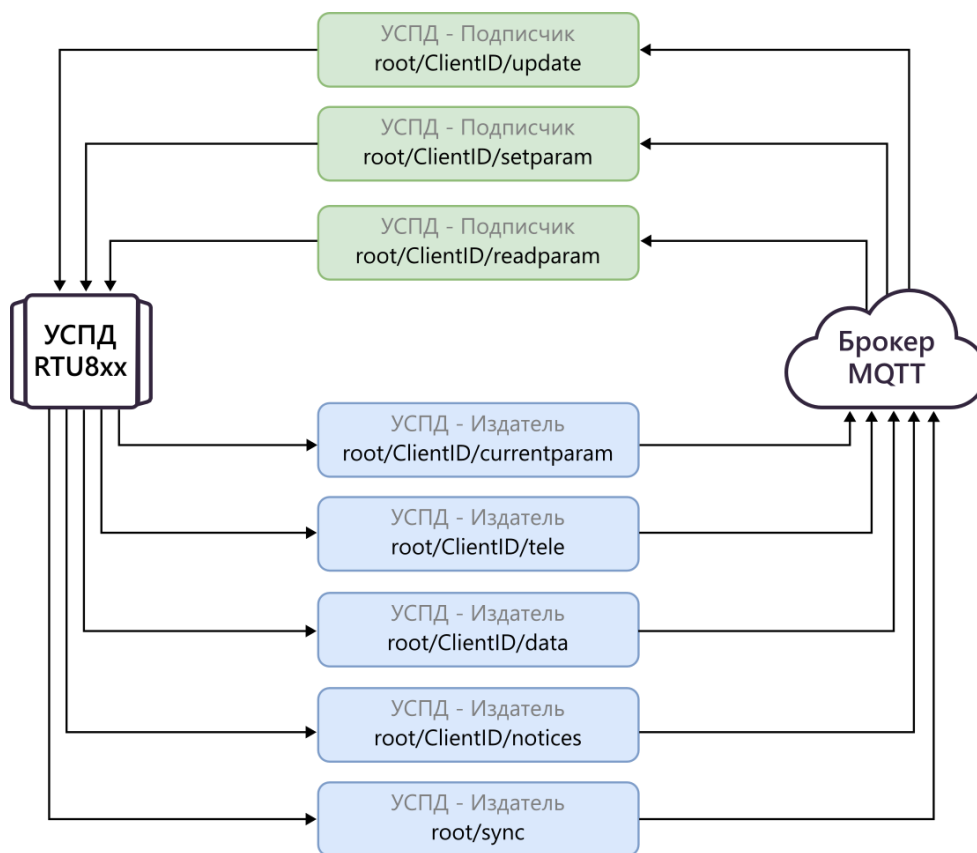 УСПД - Подписчик
root/ClientID/update
УСПД - Подписчик
root/ClientID/setparam
УСПД - Подписчик
root/ClientID/readparam
УСПД
RTU8xx
Брокер
MQTT
УСПД - Издатель
root/ClientID/currentparam
УСПД - Издатель
root/ClientID/tele
УСПД - Издатель
root/ClientID/data
УСПД - Издатель
root/ClientID/notices
УСПД - Издатель
root/sync